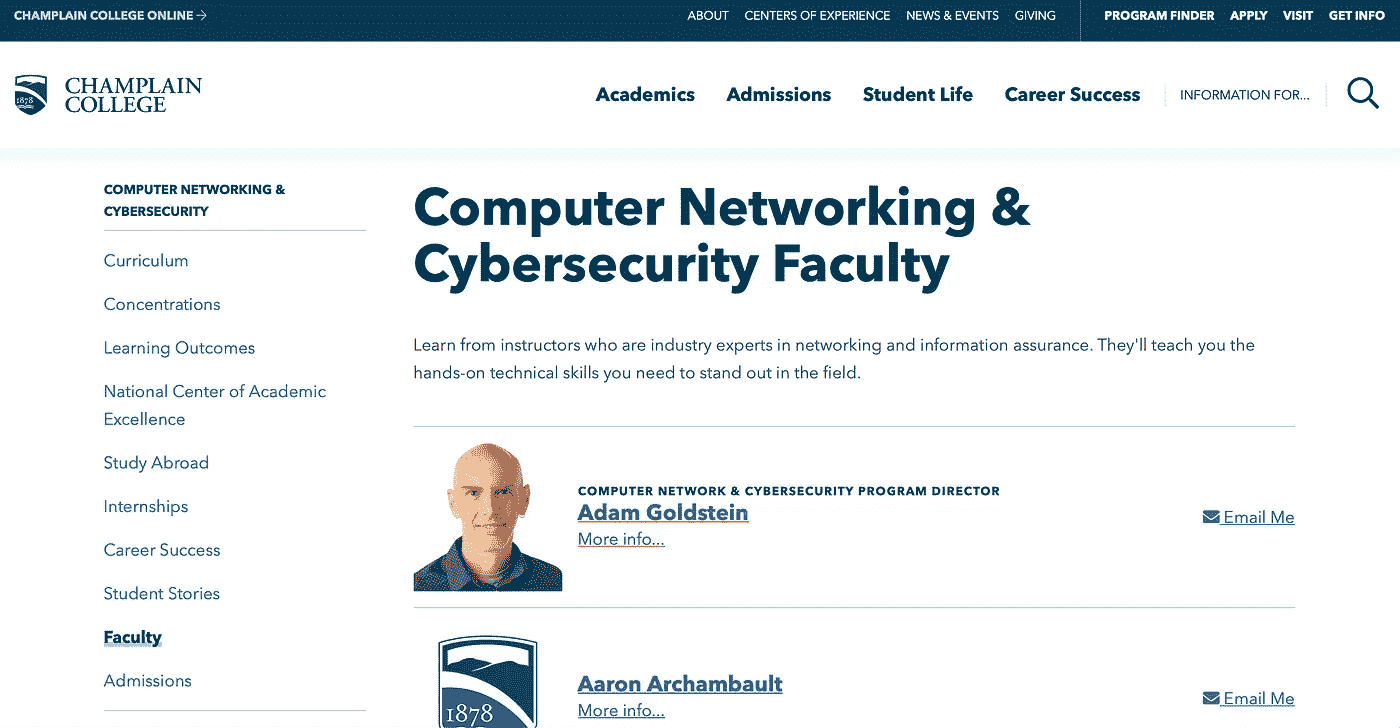 CHAMPLAIN COLLEGE ONLINE →
ABOUT CENTERS OF EXPERIENCE NEWS & EVENTS GIVING PROGRAM FINDER APPLY VISIT GET INFO
1878
CHAMPLAIN
COLLEGE
Academics Admissions Student Life Career Success INFORMATION FOR...
COMPUTER NETWORKING &
CYBERSECURITY
Curriculum
Concentrations
Learning Outcomes
National Center of Academic
Excellence
Study Abroad
Internships
Career Success
Student Stories
Faculty
Admissions
Computer Networking &
Cybersecurity Faculty
Learn from instructors who are industry experts in networking and information assurance. They'll teach you the
hands-on technical skills you need to stand out in the field.
COMPUTER NETWORK & CYBERSECURITY PROGRAM DIRECTOR
Adam Goldstein
More info...
Email Me
1878
Aaron Archambault
More info...
Email Me